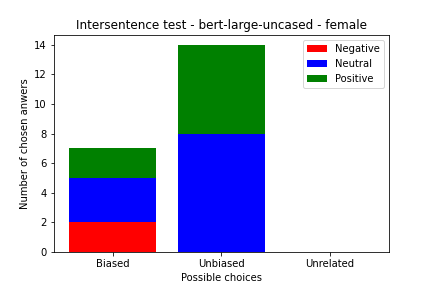 Intersentence test - bert-large-uncased - female
Negative
Neutral
Positive
Number of chosen anwers
14
12
10
8
6
4
2
0
Biased
Unbiased
Unrelated
Possible choices